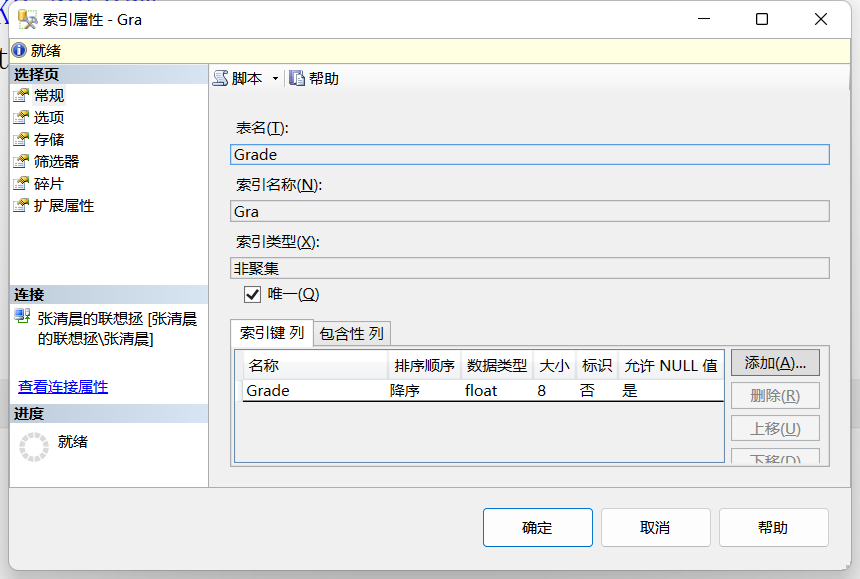 索引属性 - Gra
就绪
选择页
常规
选项
存储
筛选器
碎片
扩展属性
连接
张清晨的联想拯 [张清晨
的联想拯\张清晨]
查看连接属性
进度
就绪
脚本
帮助
表名(T):
Grade
索引名称(N):
Gra
索引类型(X):
非聚集
唯一(Q)
索引键 列 包含性 列
名称 排序顺序 数据类型 大小 标识 允许 NULL 值
Grade 降序 float 8 否 是
添加(A)...
删除(R)
上移(U)
下移(D)
确定 取消 帮助